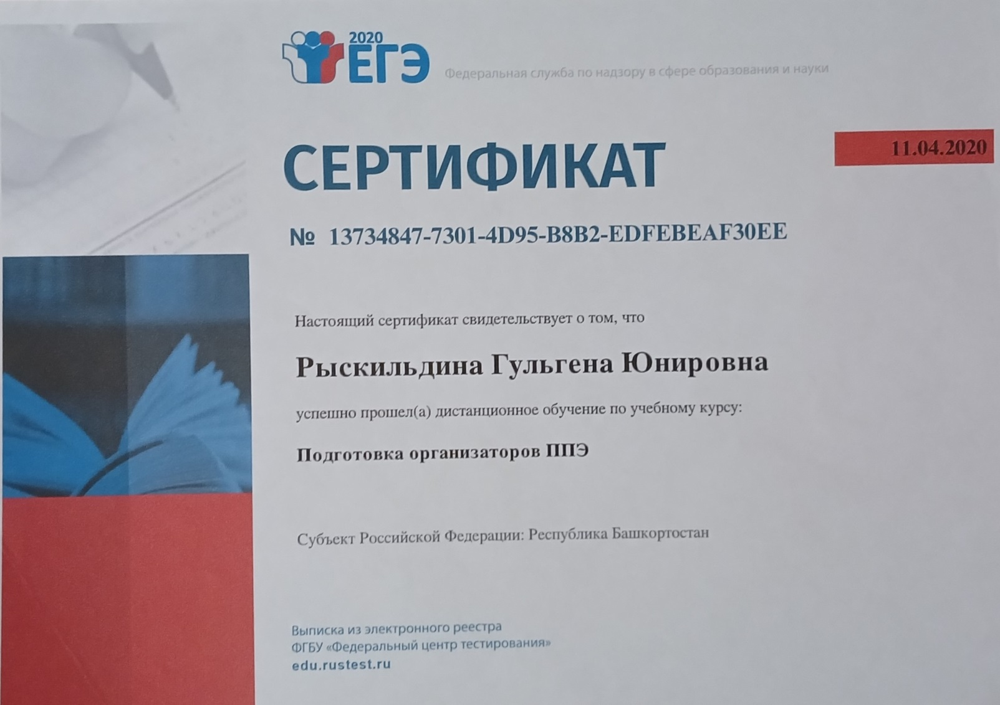 2020
ЕГЭ
Федеральная служба по надзору в сфере образования и науки
СЕРТИФИКАТ
11.04.2020
№ 13734847-7301-4D95-B8B2-EDFEBEAF30EE
Настоящий сертификат свидетельствует о том, что
Рыскильдина Гульгена Юнировна
успешно прошел(а) дистанционное обучение по учебному курсу:
Подготовка организаторов ППЭ
Субъект Российской Федерации: Республика Башкортостан
Выписка из электронного реестра
ФГБУ «Федеральный центр тестирования»
edu.rustest.ru